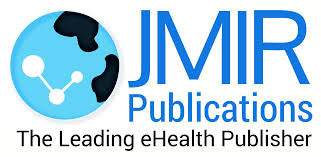 JMIR
Publications
The Leading eHealth Publisher